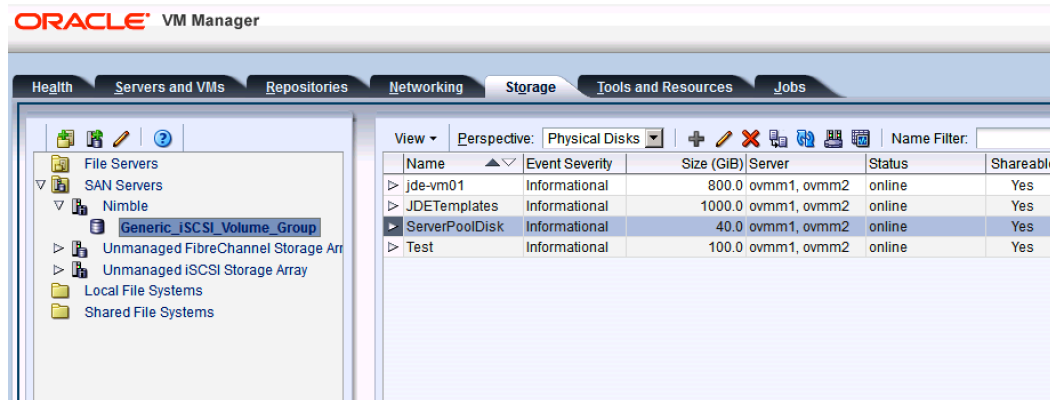 ORACLE VM Manager
Health Servers and VMs Repositories Networking Storage Tools and Resources Jobs
View Perspective: Physical Disks Name Filter:
File Servers
SAN Servers
Nimble
Generic_iSCSI_Volume_Group
Unmanaged FibreChannel Storage Arr
Unmanaged iSCSI Storage Array
Local File Systems
Shared File Systems
Name Event Severity Size (GiB) Server Status Shareable
jde-vm01 Informational 800.0 ovmm1, ovmm2 online Yes
JDETemplates Informational 1000.0 ovmm1, ovmm2 online Yes
ServerPoolDisk Informational 40.0 ovmm1, ovmm2 online Yes
Test Informational 100.0 ovmm1, ovmm2 online Yes